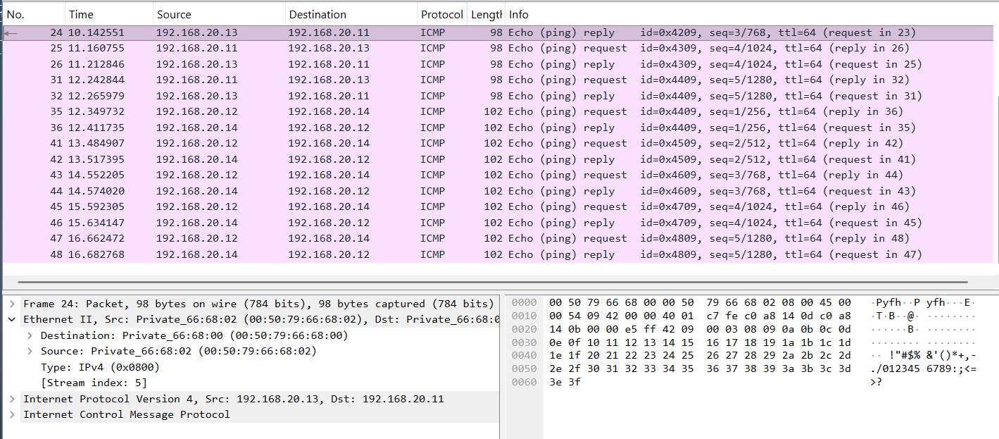 No. Time Source Destination Protocol Length Info
24 10.142551 192.168.20.13 192.168.20.11 ICMP 98 Echo (ping) reply id=0x4209, seq=3/768, ttl=64 (request in 23)
25 11.160755 192.168.20.11 192.168.20.13 ICMP 98 Echo (ping) request id=0x4309, seq=4/1024, ttl=64 (reply in 26)
26 11.212846 192.168.20.13 192.168.20.11 ICMP 98 Echo (ping) reply id=0x4309, seq=4/1024, ttl=64 (request in 25)
31 12.242844 192.168.20.11 192.168.20.13 ICMP 98 Echo (ping) request id=0x4409, seq=5/1280, ttl=64 (reply in 32)
32 12.265979 192.168.20.13 192.168.20.11 ICMP 98 Echo (ping) reply id=0x4409, seq=5/1280, ttl=64 (request in 31)
35 12.349732 192.168.20.12 192.168.20.14 ICMP 102 Echo (ping) request id=0x4409, seq=1/256, ttl=64 (reply in 36)
36 12.411735 192.168.20.14 192.168.20.12 ICMP 102 Echo (ping) reply id=0x4409, seq=1/256, ttl=64 (request in 35)
41 13.484907 192.168.20.12 192.168.20.14 ICMP 102 Echo (ping) request id=0x4509, seq=2/512, ttl=64 (reply in 42)
42 13.517395 192.168.20.14 192.168.20.12 ICMP 102 Echo (ping) reply id=0x4509, seq=2/512, ttl=64 (request in 41)
43 14.552205 192.168.20.12 192.168.20.14 ICMP 102 Echo (ping) request id=0x4609, seq=3/768, ttl=64 (reply in 44)
44 14.574020 192.168.20.14 192.168.20.12 ICMP 102 Echo (ping) reply id=0x4609, seq=3/768, ttl=64 (request in 43)
45 15.592305 192.168.20.12 192.168.20.14 ICMP 102 Echo (ping) request id=0x4709, seq=4/1024, ttl=64 (reply in 46)
46 15.634147 192.168.20.14 192.168.20.12 ICMP 102 Echo (ping) reply id=0x4709, seq=4/1024, ttl=64 (request in 45)
47 16.662472 192.168.20.12 192.168.20.14 ICMP 102 Echo (ping) request id=0x4809, seq=5/1280, ttl=64 (reply in 48)
48 16.682768 192.168.20.14 192.168.20.12 ICMP 102 Echo (ping) reply id=0x4809, seq=5/1280, ttl=64 (request in 47)
Frame 24: Packet, 98 bytes on wire (784 bits), 98 bytes captured (784 bits)
Ethernet II, Src: Private_66:68:02 (00:50:79:66:68:02), Dst: Private_66:68:0
Destination: Private_66:68:00 (00:50:79:66:68:00)
Source: Private_66:68:02 (00:50:79:66:68:02)
Type: IPv4 (0x0800)
[Stream index: 5]
Internet Protocol Version 4, Src: 192.168.20.13, Dst: 192.168.20.11
Internet Control Message Protocol
0000 00 50 79 66 68 00 00 50 79 66 68 02 08 00 45 00 ·Pyfh··P yfh···E·
0010 00 54 09 42 00 00 40 01 c7 fe c0 a8 14 0d c0 a8 ·T·B··@· ········
0020 14 0b 00 00 e5 ff 42 09 00 03 08 09 0a 0b 0c 0d ······B· ········
0030 0e 0f 10 11 12 13 14 15 16 17 18 19 1a 1b 1c 1d ········ ········
0040 1e 1f 20 21 22 23 24 25 26 27 28 29 2a 2b 2c 2d ·· !"#$% &'()*+,-
0050 2e 2f 30 31 32 33 34 35 36 37 38 39 3a 3b 3c 3d ./012345 6789:;<=
0060 3e 3f >?